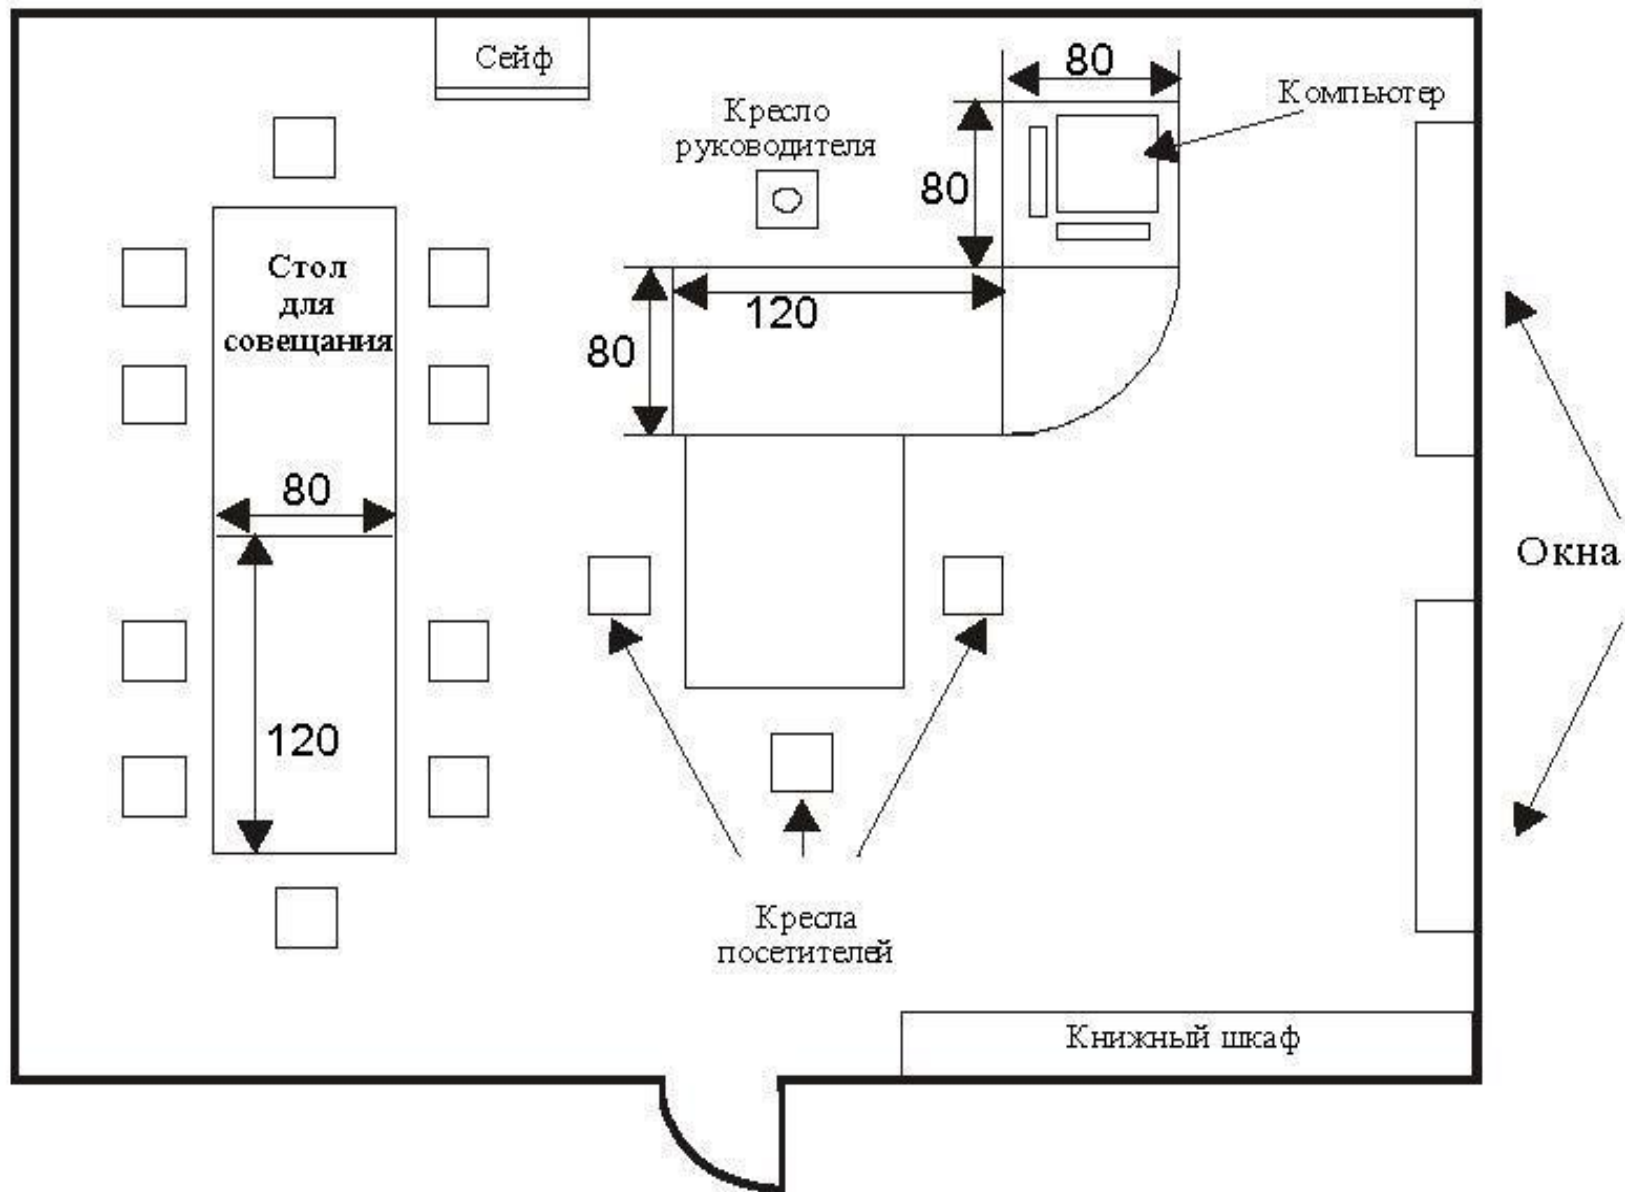 Сейф
80
Компьютер
Кресло
руководителя
80
Стол
для
совещания
120
80
80
Окна
120
Кресла
посетителей
Книжный шкаф